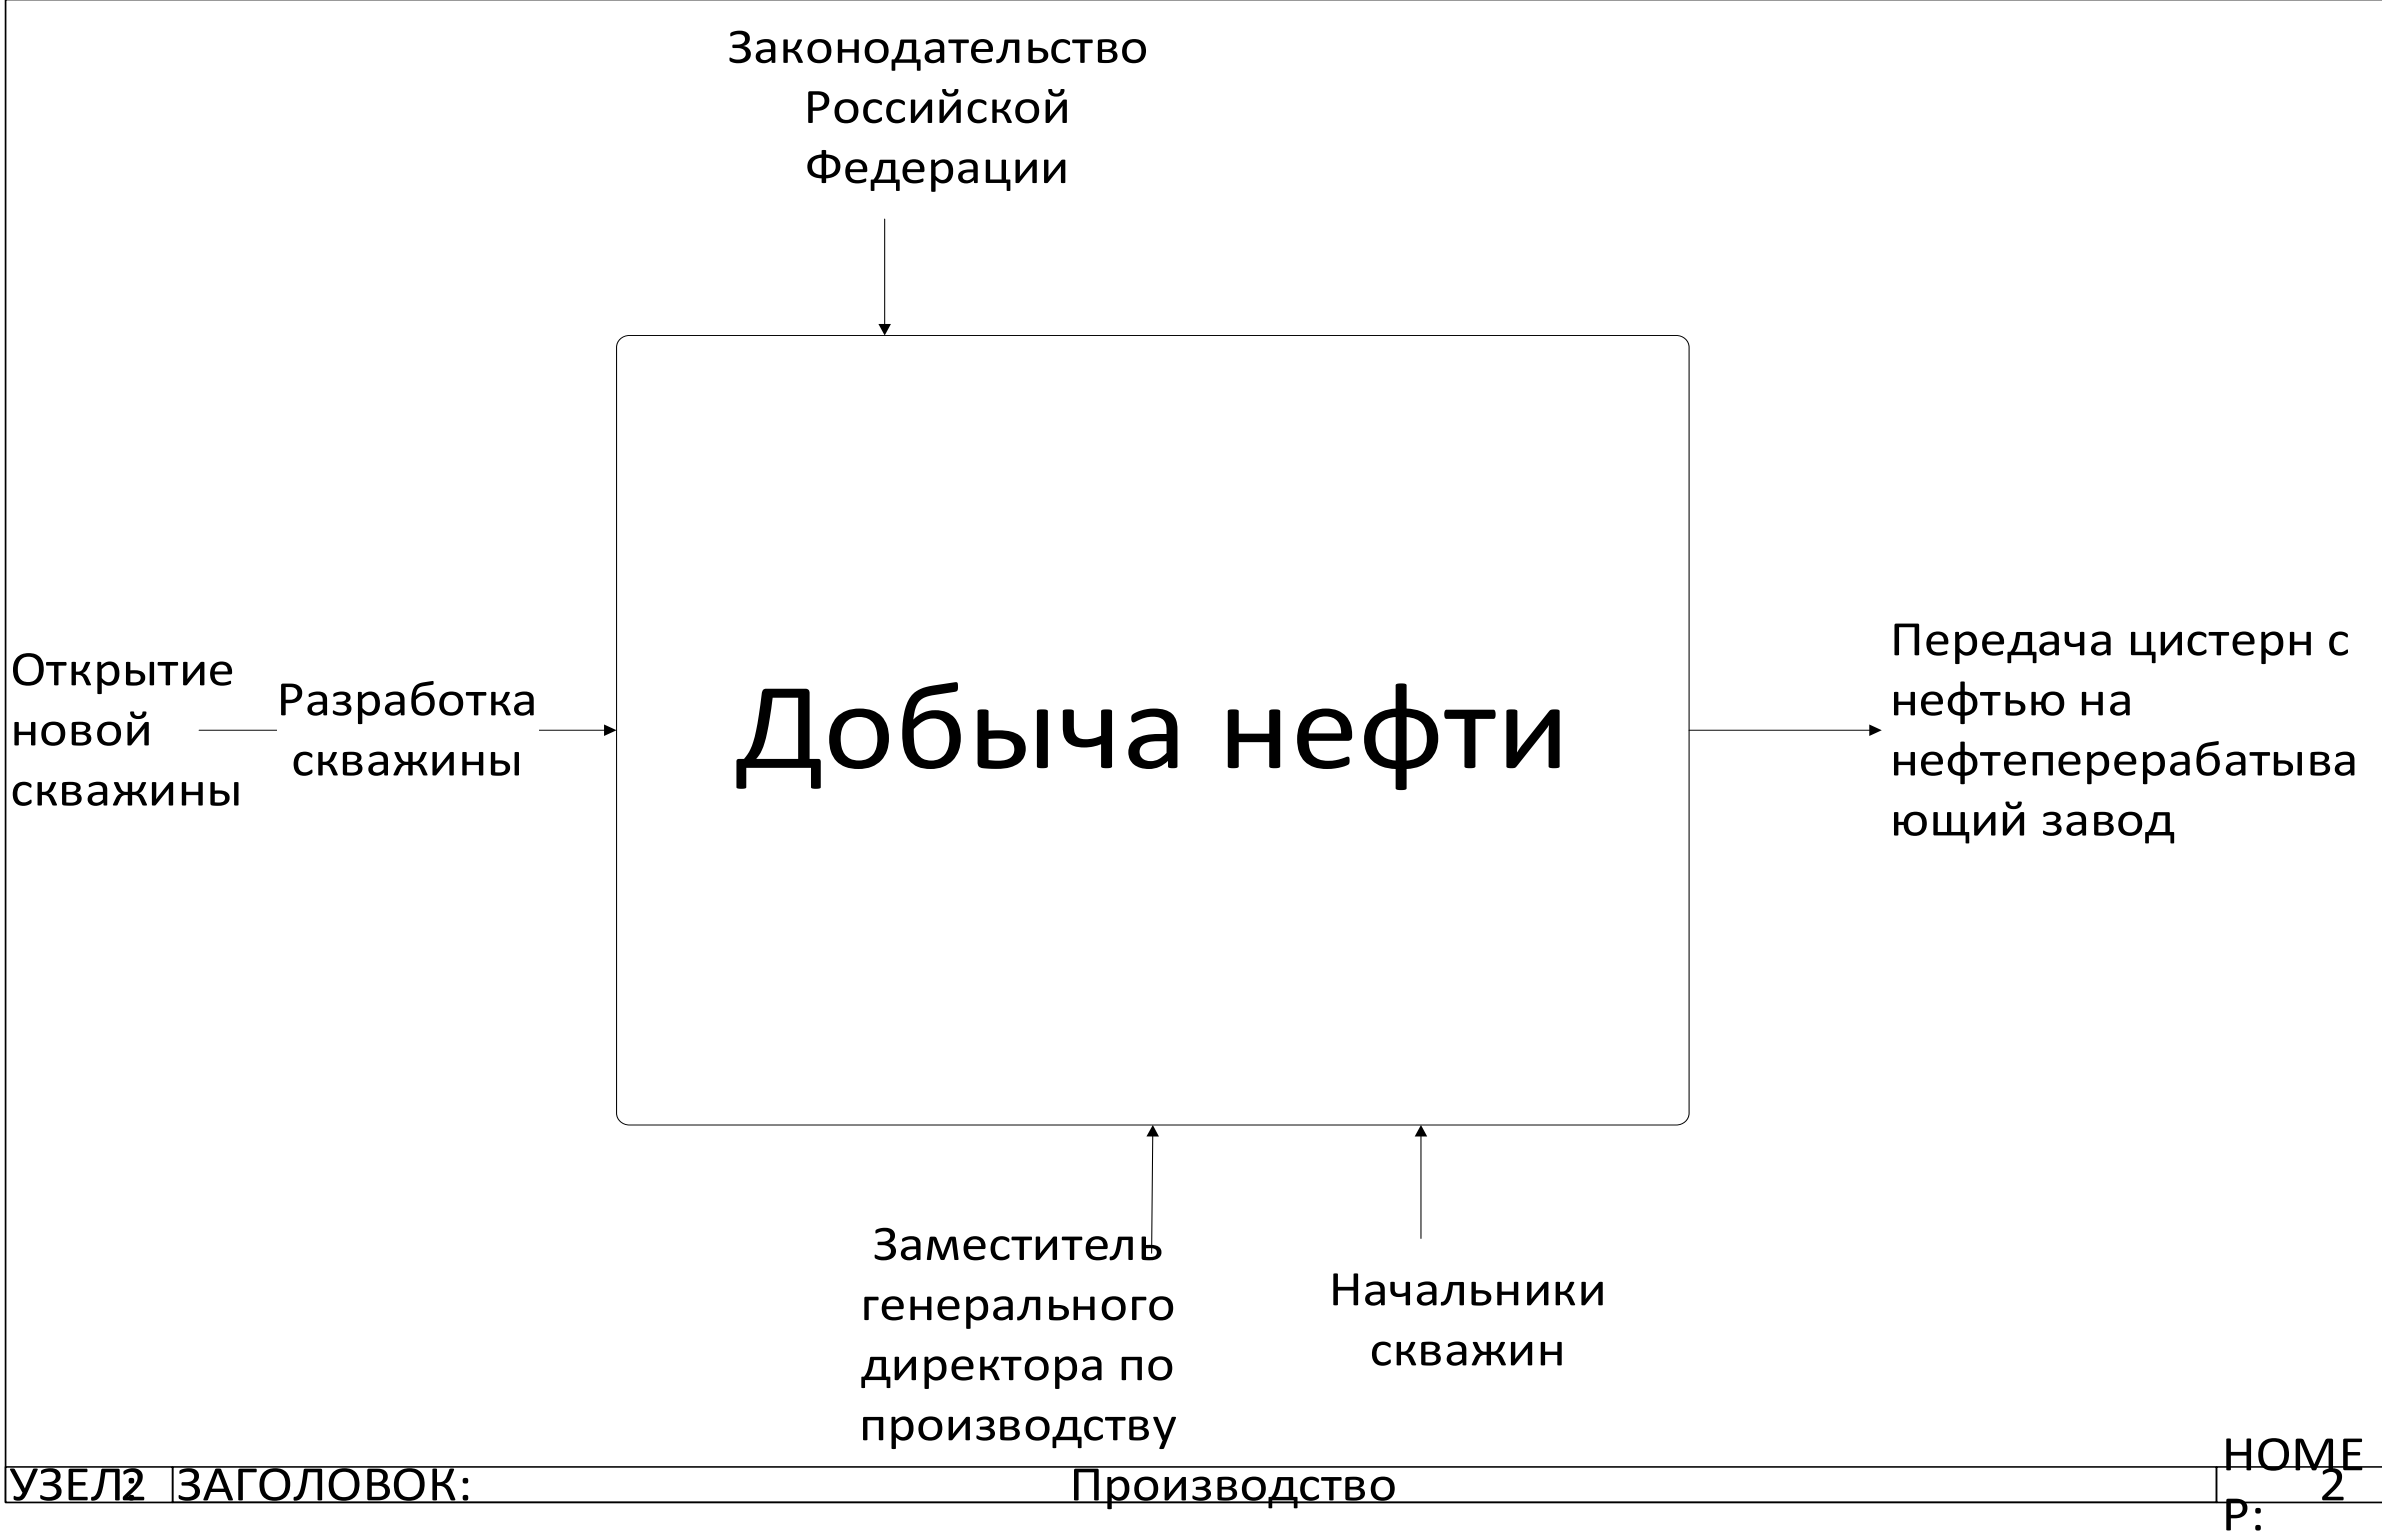 Законодательство
Российской
Федерации
Открытие
новой
скважины
Разработка
скважины
Добыча нефти
Передача цистерн с
нефтью на
нефтеперерабатыва
ющий завод
Заместитель
генерального
директора по
производству
Начальники
скважин
УЗЕЛ: 2
ЗАГОЛОВОК:
Производство
НОМЕ
Р:
2